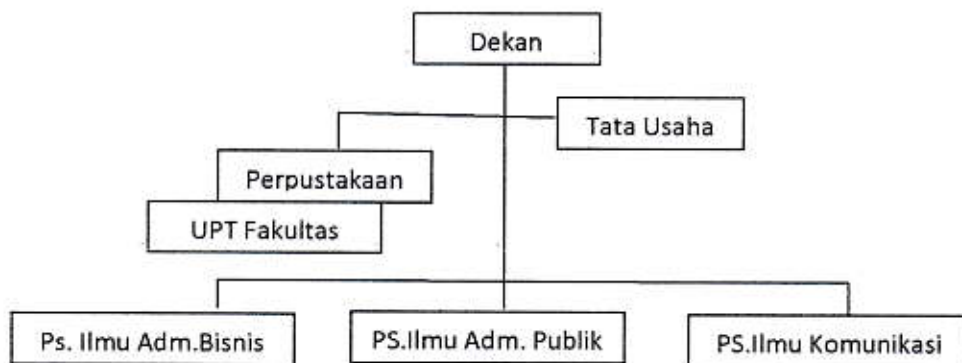 Dekan
Tata Usaha
Perpustakaan
UPT Fakultas
Ps. Ilmu Adm.Bisnis
PS.Ilmu Adm. Publik
PS.Ilmu Komunikasi